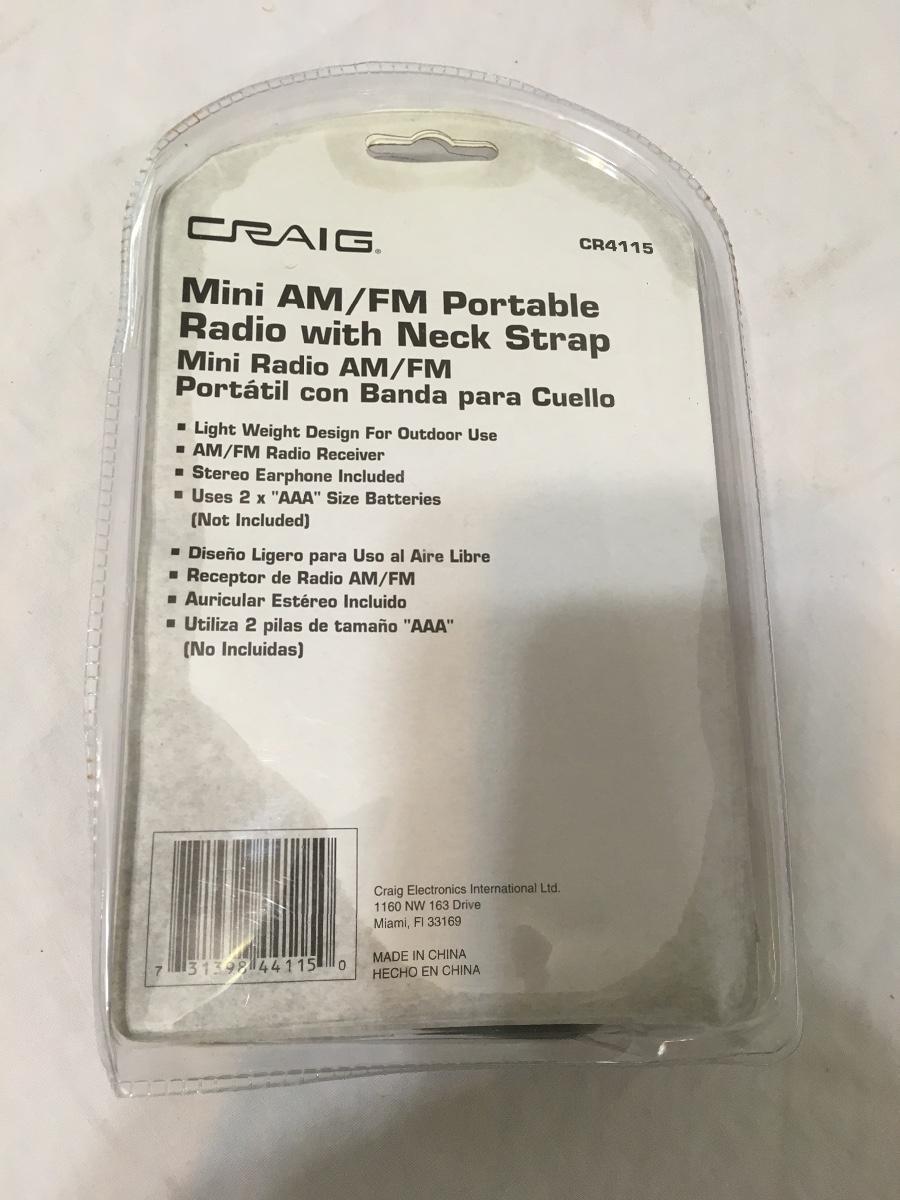 CRAIG®
CR4115
Mini AM/FM Portable
Radio with Neck Strap
Mini Radio AM/FM
Portátil con Banda para Cuello
▪ Light Weight Design For Outdoor Use
▪ AM/FM Radio Receiver
▪ Stereo Earphone Included
▪ Uses 2 x "AAA" Size Batteries
(Not Included)
▪ Diseño Ligero para Uso al Aire Libre
▪ Receptor de Radio AM/FM
▪ Auricular Estéreo Incluido
▪ Utiliza 2 pilas de tamaño "AAA"
(No Incluidas)
Craig Electronics International Ltd.
1160 NW 163 Drive
Miami, Fl 33169
MADE IN CHINA
HECHO EN CHINA
7 31398 44115 0